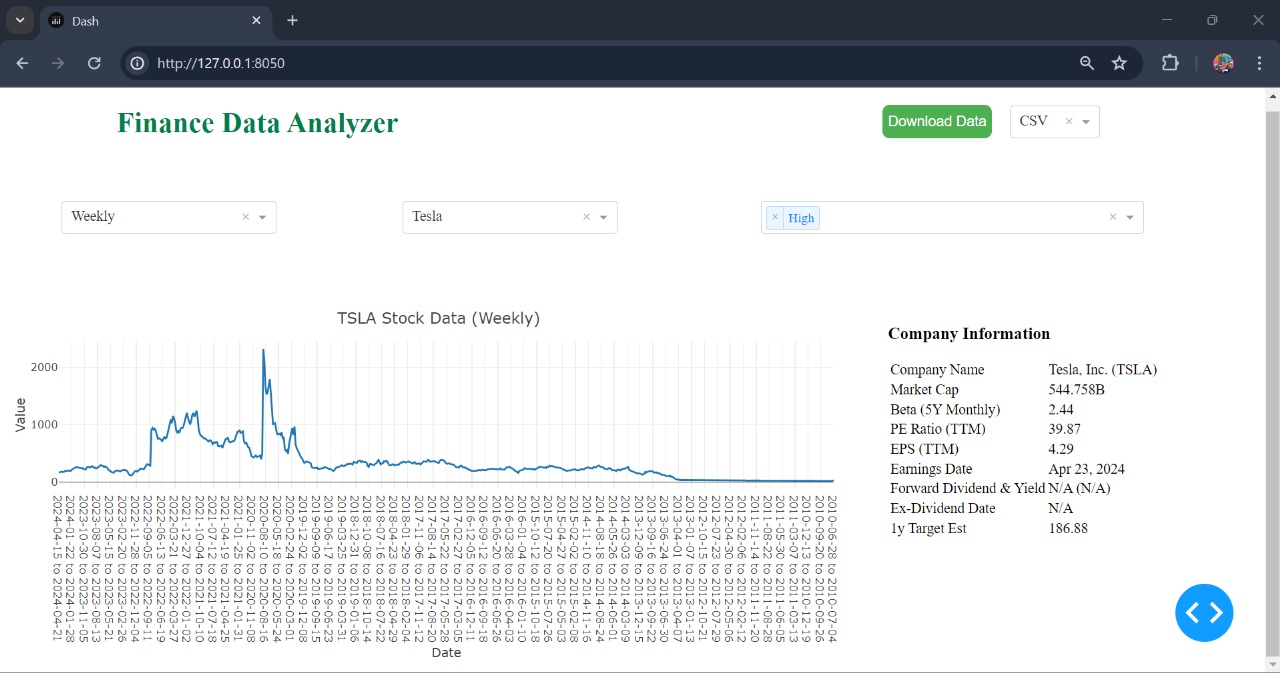 Dash
http://127.0.0.1:8050
Finance Data Analyzer
Download Data
CSV
Weekly
Tesla
High
TSLA Stock Data (Weekly)
Value
2000
1000
0
2024-04-15 to 2024-04-21
2024-01-22 to 2024-01-28
2023-10-30 to 2023-11-05
2023-08-07 to 2023-08-13
2023-05-15 to 2023-05-21
2023-02-20 to 2023-02-26
2022-11-28 to 2022-12-04
2022-09-05 to 2022-09-11
2022-06-13 to 2022-06-19
2022-03-21 to 2022-03-27
2021-12-27 to 2022-01-02
2021-10-04 to 2021-10-10
2021-07-12 to 2021-07-18
2021-04-19 to 2021-04-25
2021-01-25 to 2021-01-31
2020-11-02 to 2020-11-08
2020-08-10 to 2020-08-16
2020-05-18 to 2020-05-24
2020-02-24 to 2020-03-01
2019-12-02 to 2019-12-08
2019-09-09 to 2019-09-15
2019-06-17 to 2019-06-23
2019-03-25 to 2019-03-31
2018-12-31 to 2019-01-06
2018-10-08 to 2018-10-14
2018-07-16 to 2018-07-22
2018-04-23 to 2018-04-29
2018-01-29 to 2018-02-04
2017-11-06 to 2017-11-12
2017-08-14 to 2017-08-20
2017-05-22 to 2017-05-28
2017-02-27 to 2017-03-05
2016-12-05 to 2016-12-11
2016-09-12 to 2016-09-18
2016-06-20 to 2016-06-26
2016-03-28 to 2016-04-03
2016-01-04 to 2016-01-10
2015-10-12 to 2015-10-18
2015-07-20 to 2015-07-26
2015-04-27 to 2015-05-03
2015-02-02 to 2015-02-08
2014-11-10 to 2014-11-16
2014-08-18 to 2014-08-24
2014-05-26 to 2014-06-01
2014-03-03 to 2014-03-09
2013-12-09 to 2013-12-15
2013-09-16 to 2013-09-22
2013-06-24 to 2013-06-30
2013-04-01 to 2013-04-07
2013-01-07 to 2013-01-13
2012-10-15 to 2012-10-21
2012-07-23 to 2012-07-29
2012-04-30 to 2012-05-06
2012-02-06 to 2012-02-12
2011-11-14 to 2011-11-20
2011-08-22 to 2011-08-28
2011-05-30 to 2011-06-05
2011-03-07 to 2011-03-13
2010-12-13 to 2010-12-19
2010-09-20 to 2010-09-26
2010-06-28 to 2010-07-04
Date
Company Information
Company Name Tesla, Inc. (TSLA)
Market Cap 544.758B
Beta (5Y Monthly) 2.44
PE Ratio (TTM) 39.87
EPS (TTM) 4.29
Earnings Date Apr 23, 2024
Forward Dividend & Yield N/A (N/A)
Ex-Dividend Date N/A
1y Target Est 186.88